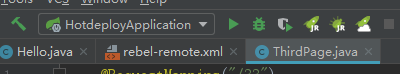 HotdeployApplication
Hello.java
rebel-remote.xml
ThirdPage.java